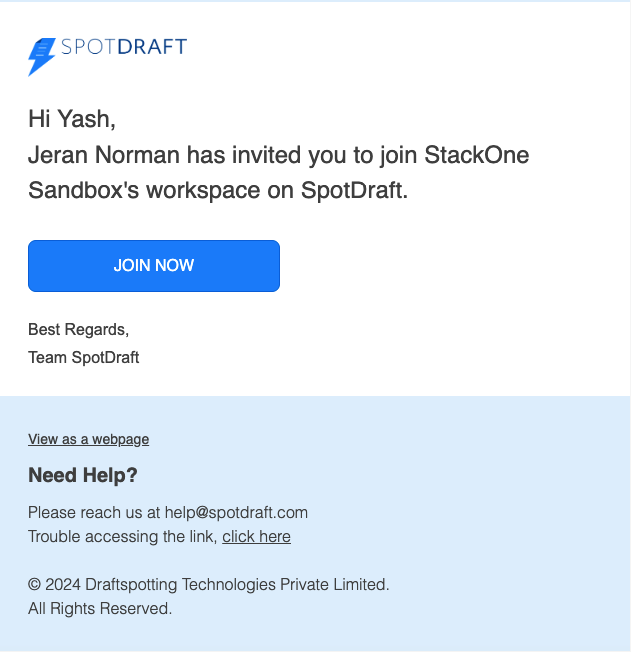 SPOTDRAFT
Hi Yash,
Jeran Norman has invited you to join StackOne
Sandbox's workspace on SpotDraft.
JOIN NOW
Best Regards,
Team SpotDraft
View as a webpage
Need Help?
Please reach us at help@spotdraft.com
Trouble accessing the link, click here
© 2024 Draftspotting Technologies Private Limited.
All Rights Reserved.